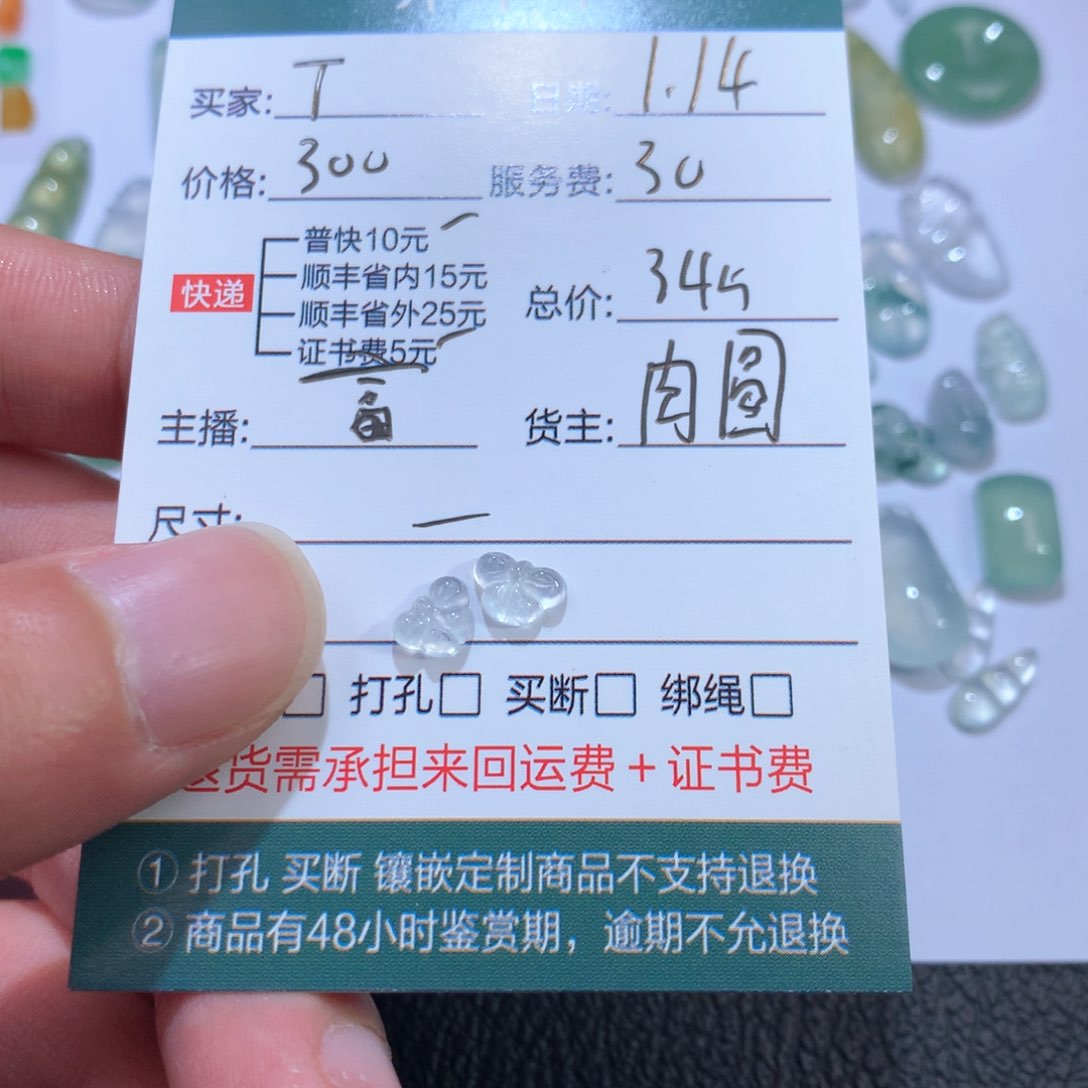 买家: T 日期: 1.14
价格: 300 服务费: 30
快递
普快10元
顺丰省内15元
顺丰省外25元
证书费5元
总价: 345
主播: 富 货主: 肉圆
尺寸: 一
打孔□ 买断□ 绑绳□
退货需承担来回运费+证书费
① 打孔 买断 镶嵌定制商品不支持退换
② 商品有48小时鉴赏期，逾期不允退换